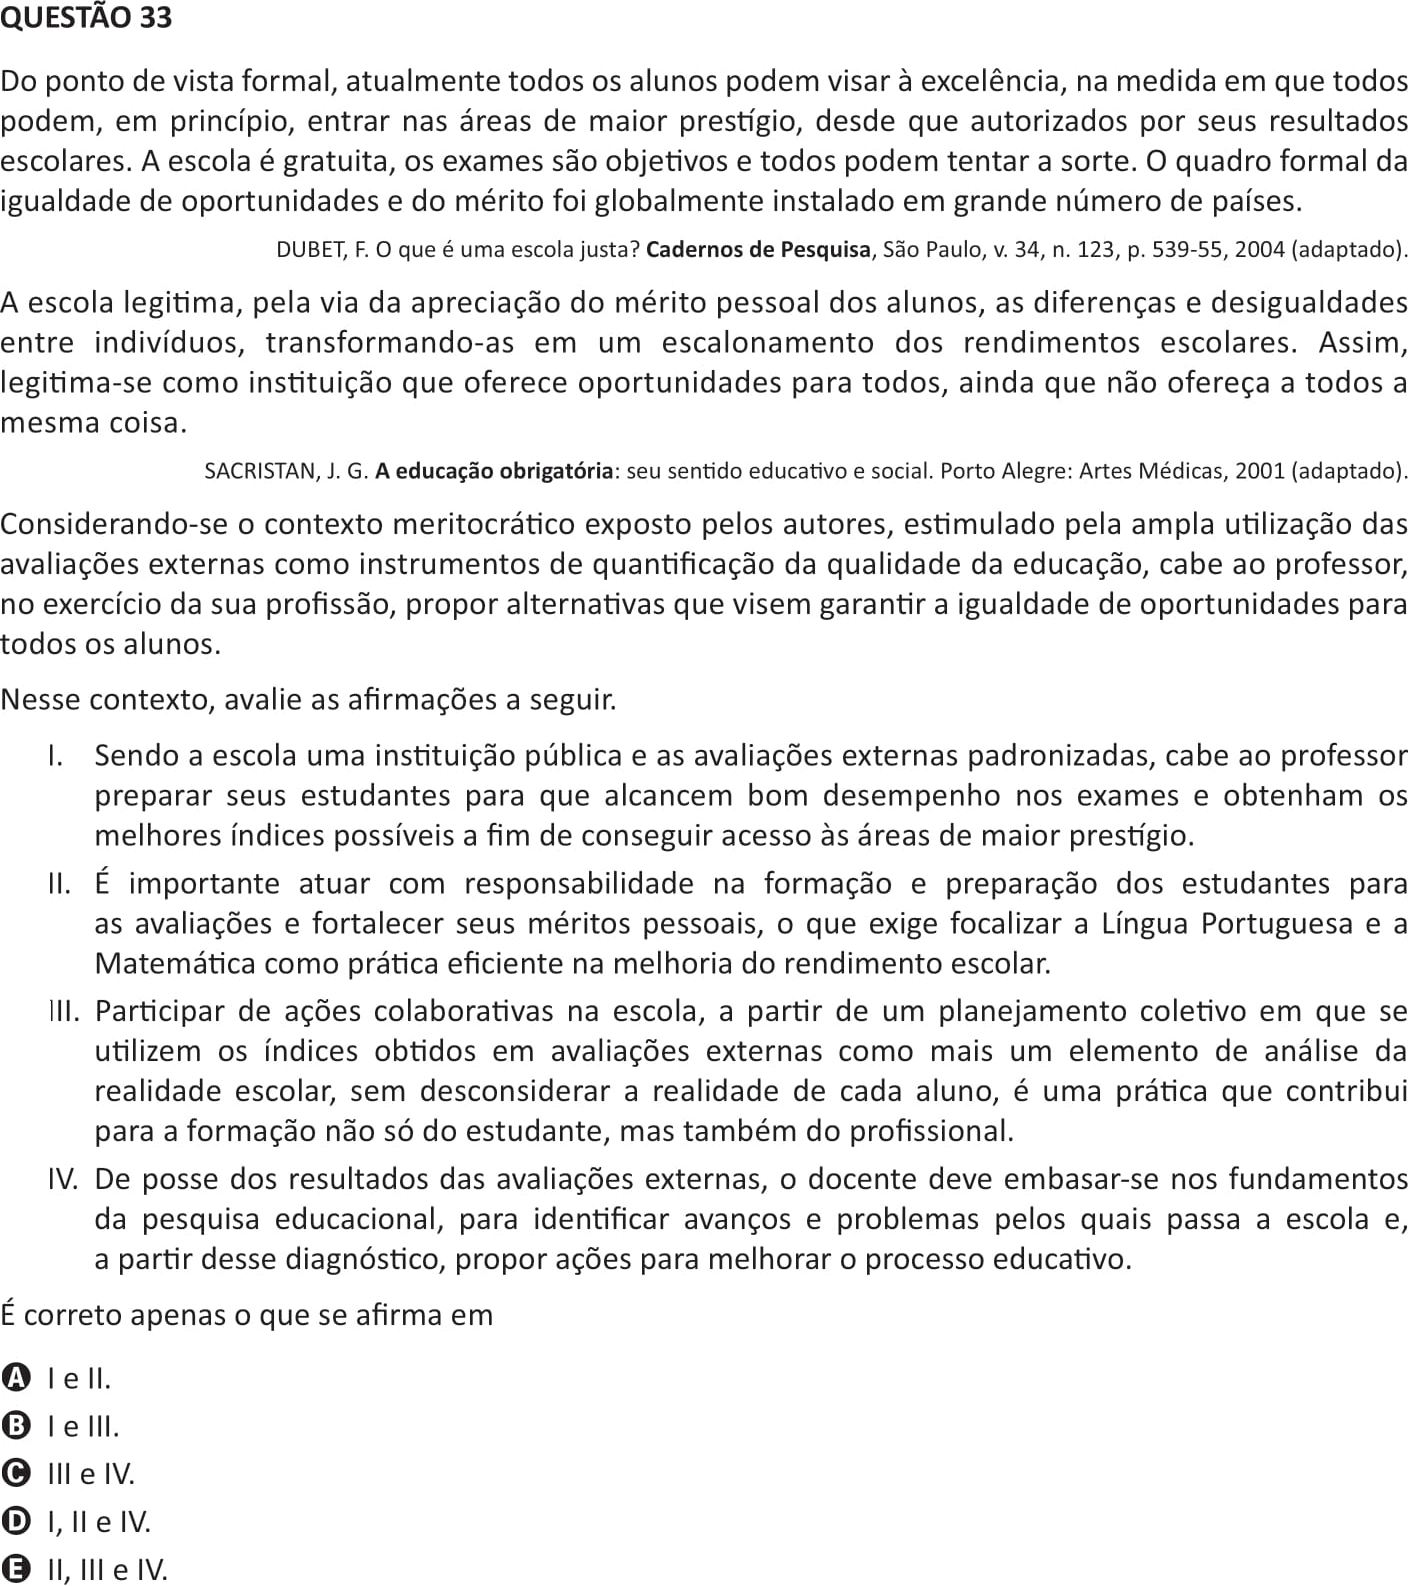 QUESTÃO 33
Do ponto de vista formal, atualmente todos os alunos podem visar à excelência, na medida em que todos
podem, em princípio, entrar nas áreas de maior prestígio, desde que autorizados por seus resultados
escolares. A escola é gratuita, os exames são objetivos e todos podem tentar a sorte. O quadro formal da
igualdade de oportunidades e do mérito foi globalmente instalado em grande número de países.
DUBET, F. O que é uma escola justa? Cadernos de Pesquisa, São Paulo, v. 34, n. 123, p. 539-55, 2004 (adaptado).
A escola legitima, pela via da apreciação do mérito pessoal dos alunos, as diferenças e desigualdades
entre indivíduos, transformando-as em um escalonamento dos rendimentos escolares. Assim,
legitima-se como instituição que oferece oportunidades para todos, ainda que não ofereça a todos a
mesma coisa.
SACRISTAN, J. G. A educação obrigatória: seu sentido educativo e social. Porto Alegre: Artes Médicas, 2001 (adaptado).
Considerando-se o contexto meritocrático exposto pelos autores, estimulado pela ampla utilização das
avaliações externas como instrumentos de quantificação da qualidade da educação, cabe ao professor,
no exercício da sua profissão, propor alternativas que visem garantir a igualdade de oportunidades para
todos os alunos.
Nesse contexto, avalie as afirmações a seguir.
I. Sendo a escola uma instituição pública e as avaliações externas padronizadas, cabe ao professor
preparar seus estudantes para que alcancem bom desempenho nos exames e obtenham os
melhores índices possíveis a fim de conseguir acesso às áreas de maior prestígio.
II. É importante atuar com responsabilidade na formação e preparação dos estudantes para
as avaliações e fortalecer seus méritos pessoais, o que exige focalizar a Língua Portuguesa e a
Matemática como prática eficiente na melhoria do rendimento escolar.
III. Participar de ações colaborativas na escola, a partir de um planejamento coletivo em que se
utilizem os índices obtidos em avaliações externas como mais um elemento de análise da
realidade escolar, sem desconsiderar a realidade de cada aluno, é uma prática que contribui
para a formação não só do estudante, mas também do profissional.
IV. De posse dos resultados das avaliações externas, o docente deve embasar-se nos fundamentos
da pesquisa educacional, para identificar avanços e problemas pelos quais passa a escola e,
a partir desse diagnóstico, propor ações para melhorar o processo educativo.
É correto apenas o que se afirma em
A I e II.
B I e III.
C III e IV.
D I, II e IV.
E II, III e IV.